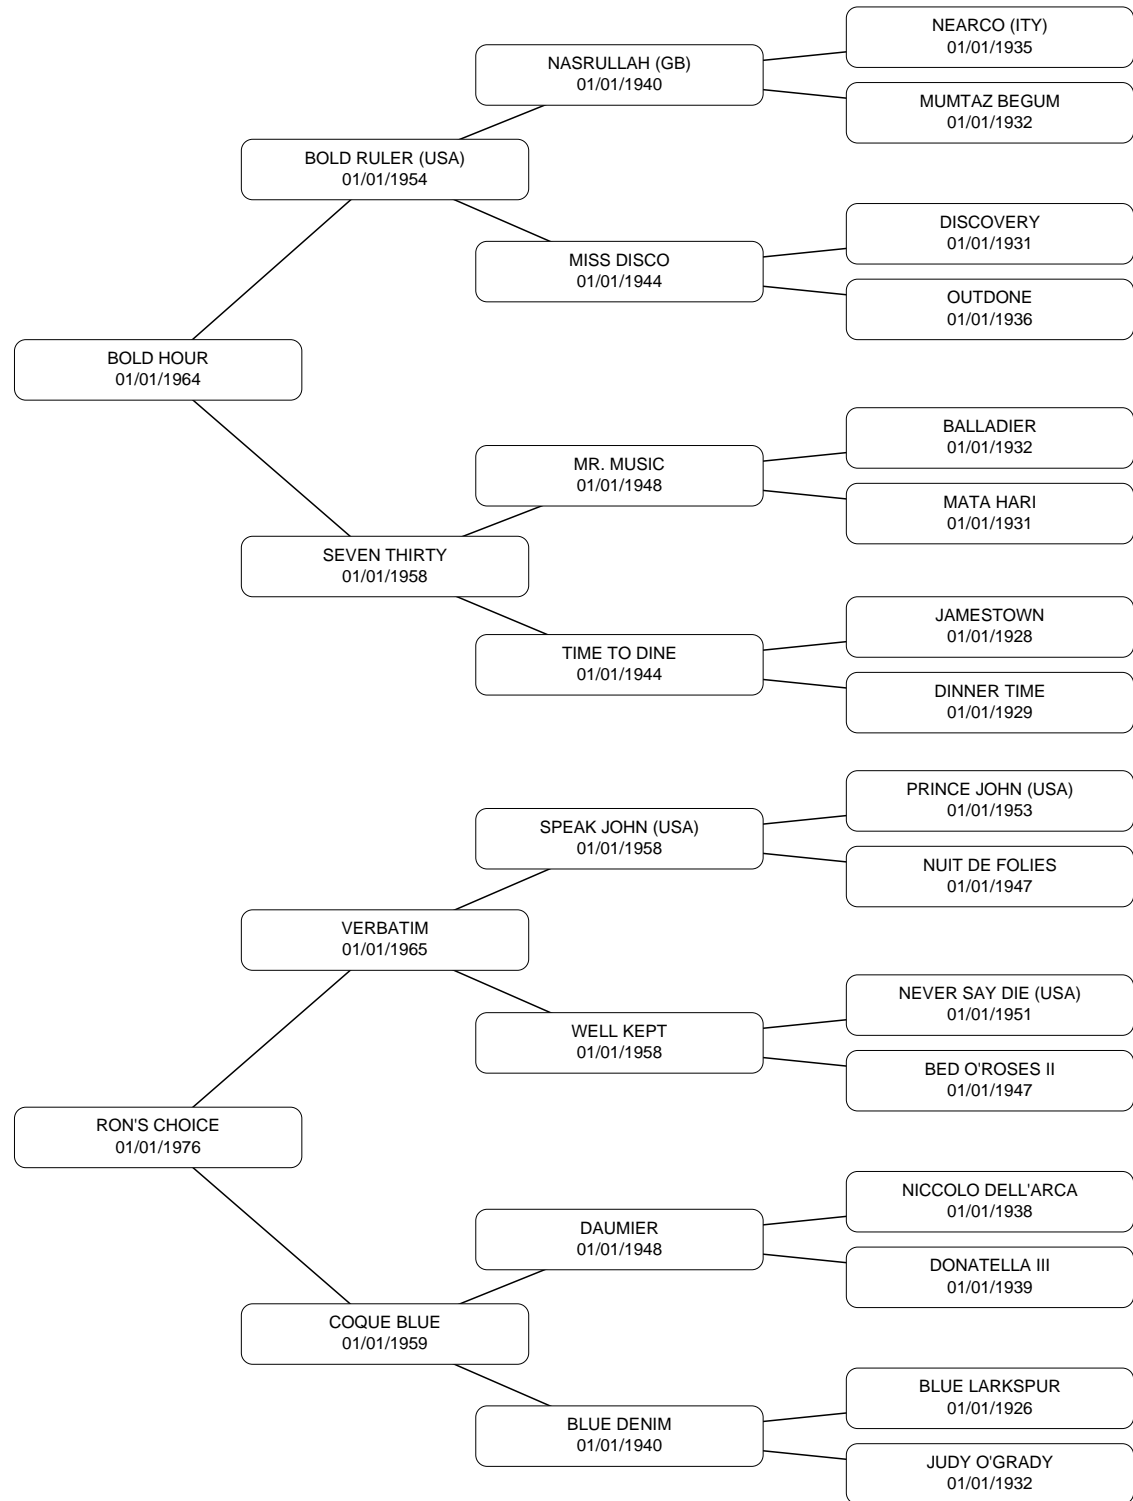 NEARCO (ITY)
01/01/1935
NASRULLAH (GB)
01/01/1940
MUMTAZ BEGUM
01/01/1932
BOLD RULER (USA)
01/01/1954
DISCOVERY
01/01/1931
MISS DISCO
01/01/1944
OUTDONE
01/01/1936
BOLD HOUR
01/01/1964
BALLADIER
01/01/1932
MR. MUSIC
01/01/1948
MATA HARI
01/01/1931
SEVEN THIRTY
01/01/1958
JAMESTOWN
01/01/1928
TIME TO DINE
01/01/1944
DINNER TIME
01/01/1929
PRINCE JOHN (USA)
01/01/1953
SPEAK JOHN (USA)
01/01/1958
NUIT DE FOLIES
01/01/1947
VERBATIM
01/01/1965
NEVER SAY DIE (USA)
01/01/1951
WELL KEPT
01/01/1958
BED O'ROSES II
01/01/1947
RON'S CHOICE
01/01/1976
NICCOLO DELL'ARCA
01/01/1938
DAUMIER
01/01/1948
DONATELLA III
01/01/1939
COQUE BLUE
01/01/1959
BLUE LARKSPUR
01/01/1926
BLUE DENIM
01/01/1940
JUDY O'GRADY
01/01/1932